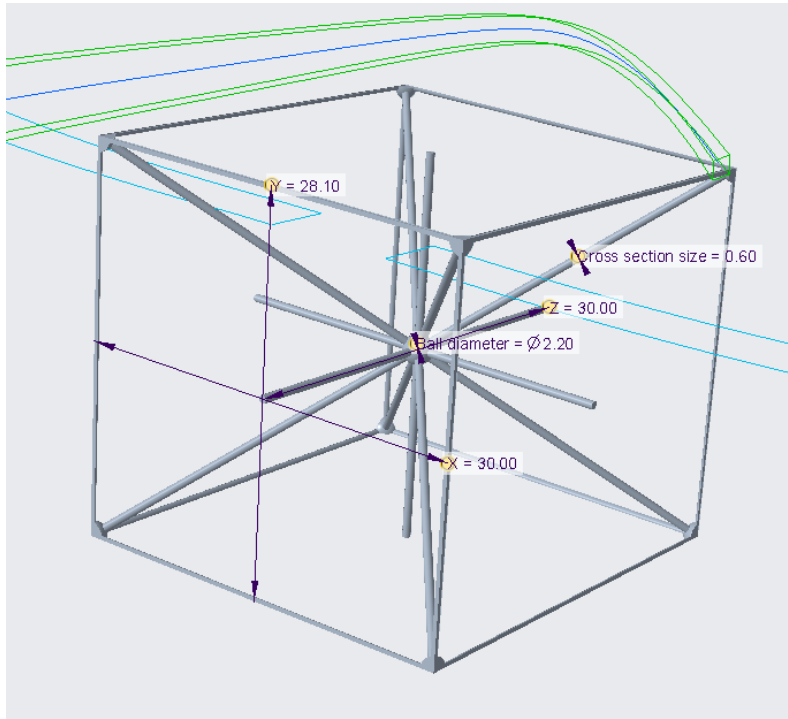 Y = 28.10
Cross section size = 0.60
Z = 30.00
Ball diameter = Ø2.20
X = 30.00